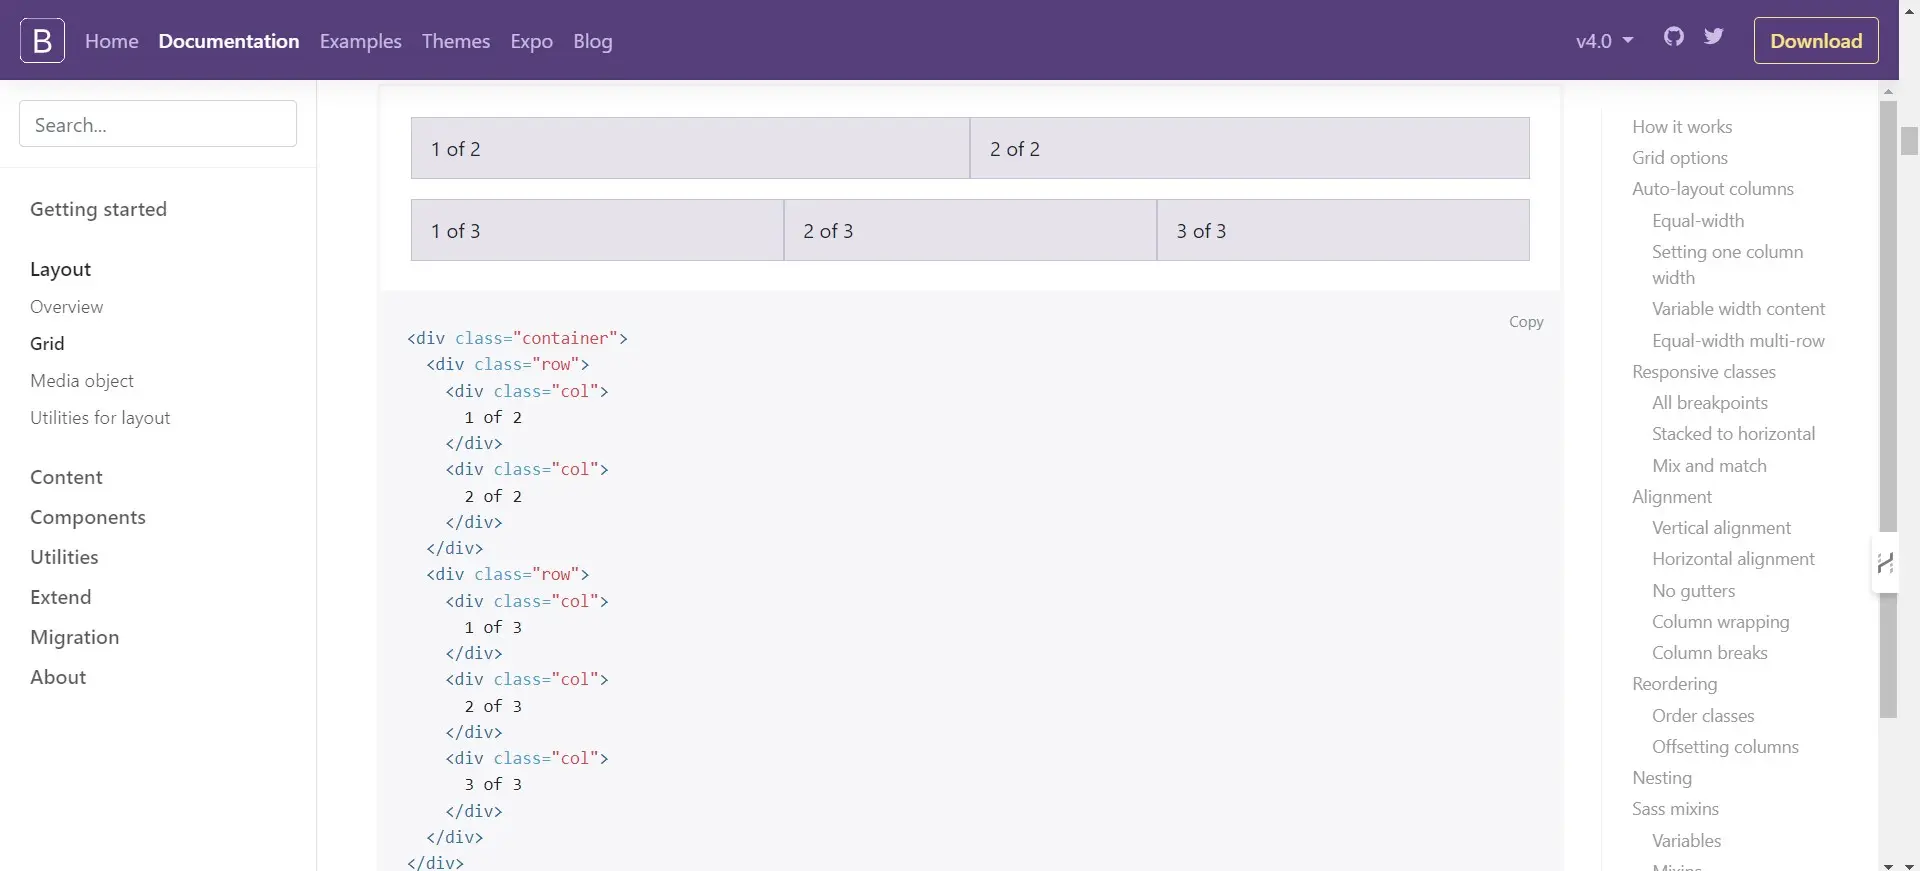 B Home Documentation Examples Themes Expo Blog v4.0 Download
Search...
Getting started
Layout
Overview
Grid
Media object
Utilities for layout
Content
Components
Utilities
Extend
Migration
About
1 of 2 2 of 2
1 of 3 2 of 3 3 of 3
Copy
<div class="container">
  <div class="row">
    <div class="col">
      1 of 2
    </div>
    <div class="col">
      2 of 2
    </div>
  </div>
  <div class="row">
    <div class="col">
      1 of 3
    </div>
    <div class="col">
      2 of 3
    </div>
    <div class="col">
      3 of 3
    </div>
  </div>
</div>
How it works
Grid options
Auto-layout columns
Equal-width
Setting one column
width
Variable width content
Equal-width multi-row
Responsive classes
All breakpoints
Stacked to horizontal
Mix and match
Alignment
Vertical alignment
Horizontal alignment
No gutters
Column wrapping
Column breaks
Reordering
Order classes
Offsetting columns
Nesting
Sass mixins
Variables
Mixins